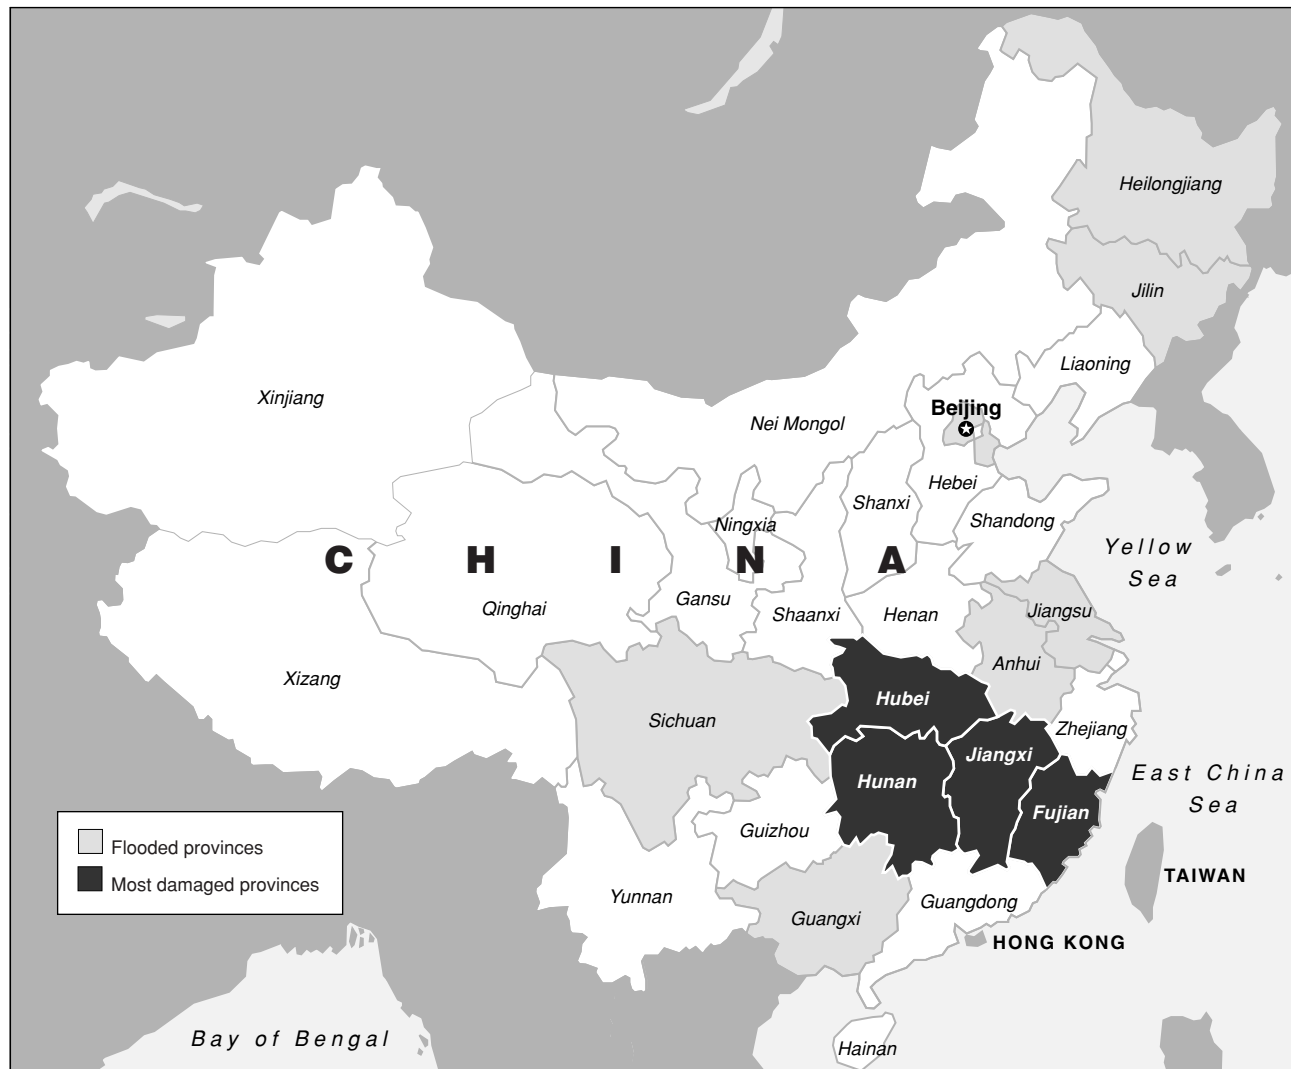 Heilongjiang
Jilin
Liaoning
Xinjiang
Beijing
Nei Mongol
Hebei
Shanxi
Shandong
Ningxia
Yellow
Sea
C H I N A
Qinghai
Gansu
Shaanxi
Henan
Jiangsu
Anhui
Xizang
Hubei
Sichuan
Zhejiang
Jiangxi
East China
Sea
Hunan
Fujian
Guizhou
Flooded provinces
Most damaged provinces
TAIWAN
Yunnan
Guangdong
Guangxi
HONG KONG
Bay of Bengal
Hainan